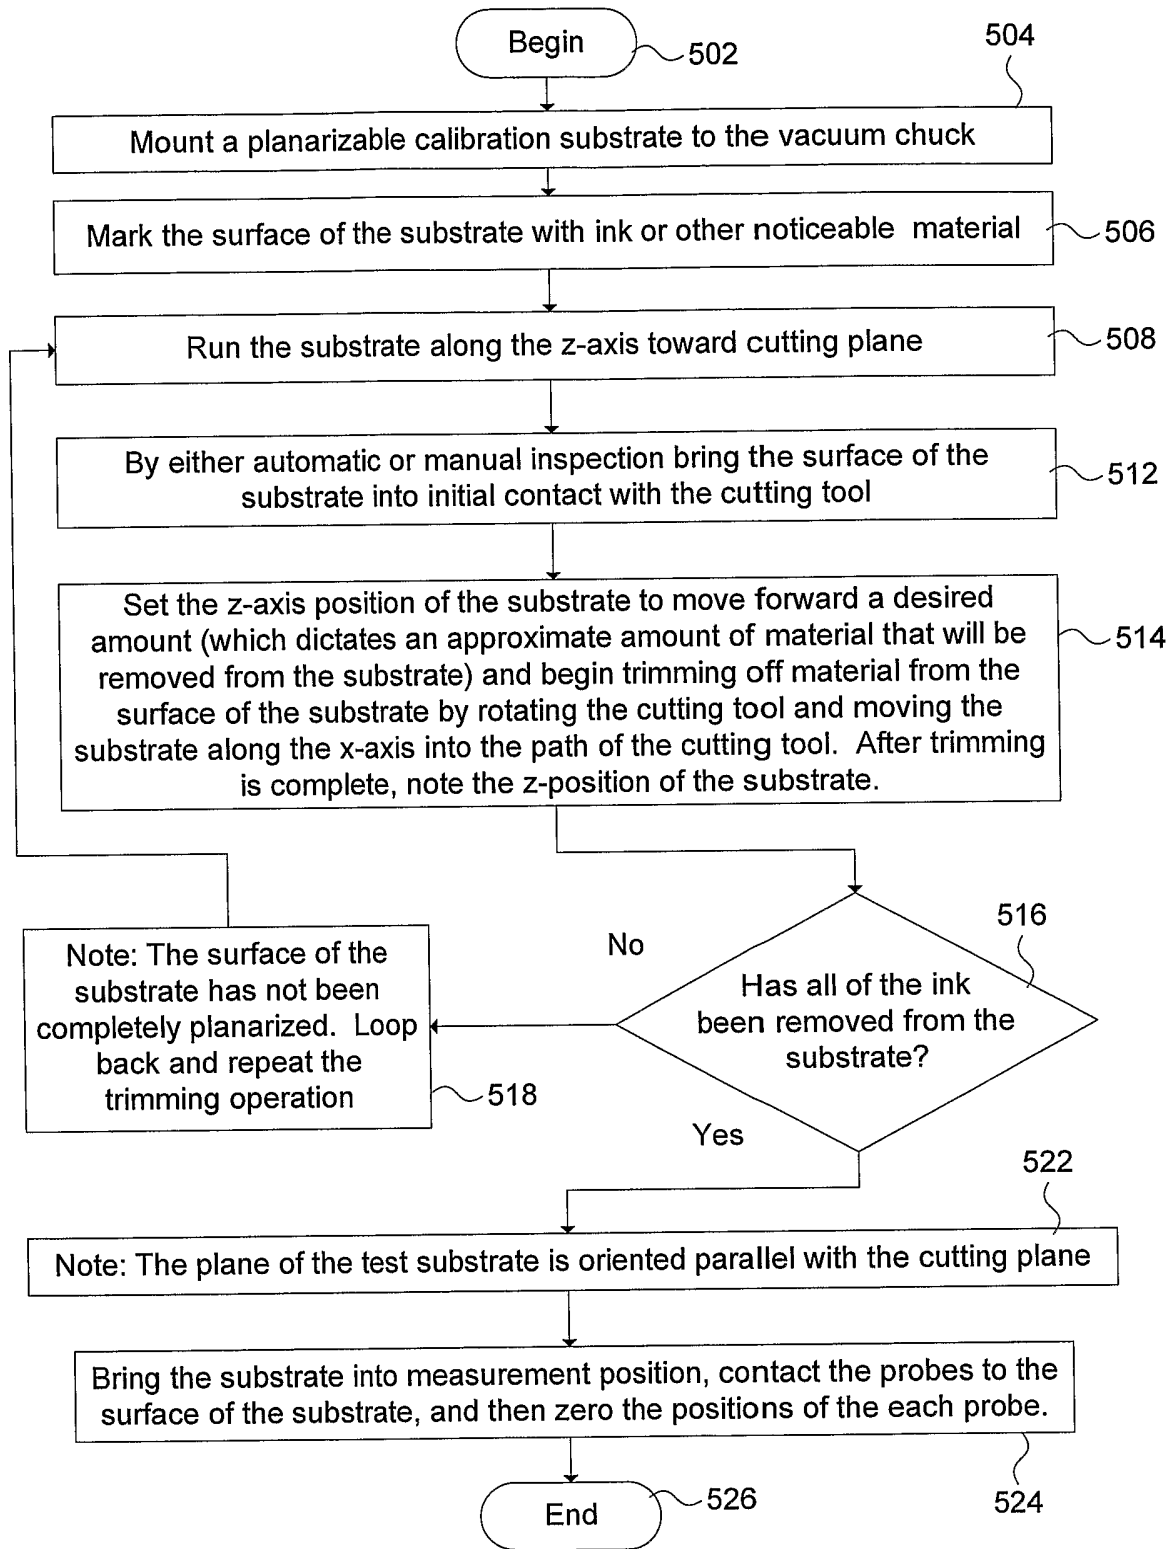 Begin
502
504
Mount a planarizable calibration substrate to the vacuum chuck
Mark the surface of the substrate with ink or other noticeable material
506
Run the substrate along the z-axis toward cutting plane
508
By either automatic or manual inspection bring the surface of the
substrate into initial contact with the cutting tool
512
Set the z-axis position of the substrate to move forward a desired
amount (which dictates an approximate amount of material that will be
removed from the substrate) and begin trimming off material from the
surface of the substrate by rotating the cutting tool and moving the
substrate along the x-axis into the path of the cutting tool. After trimming
is complete, note the z-position of the substrate.
514
516
Has all of the ink
been removed from the
substrate?
No
Note: The surface of the
substrate has not been
completely planarized. Loop
back and repeat the
trimming operation
518
Yes
522
Note: The plane of the test substrate is oriented parallel with the cutting plane
Bring the substrate into measurement position, contact the probes to the
surface of the substrate, and then zero the positions of the each probe.
524
End
526